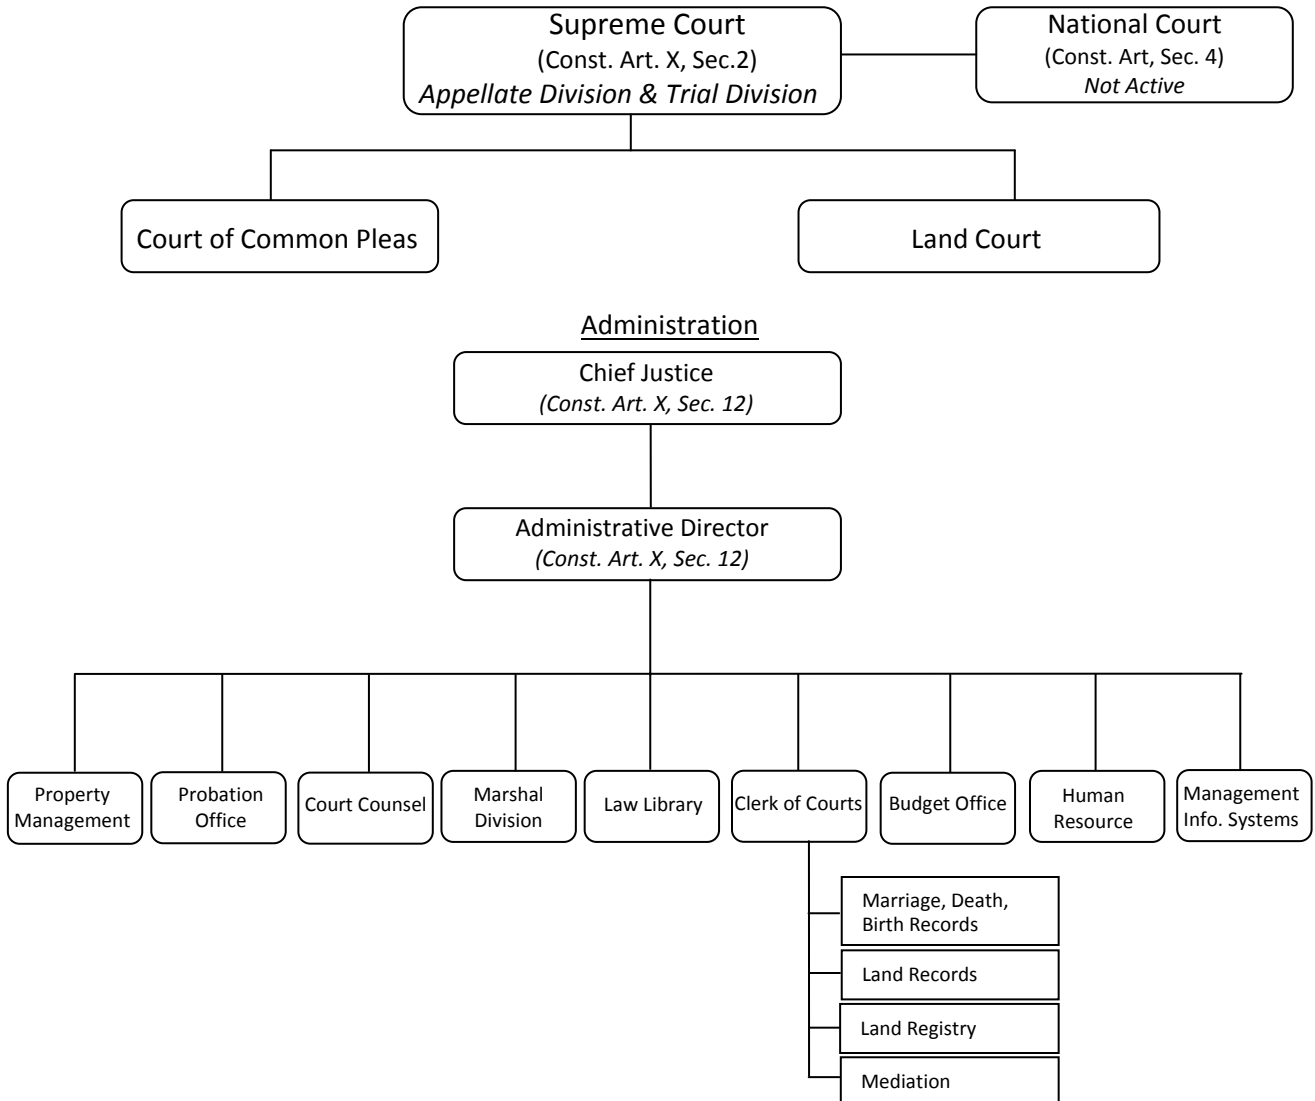 Supreme Court
(Const. Art. X, Sec.2)
Appellate Division & Trial Division
National Court
(Const. Art, Sec. 4)
Not Active
Court of Common Pleas
Land Court
Administration
Chief Justice
(Const. Art. X, Sec. 12)
Administrative Director
(Const. Art. X, Sec. 12)
Property
Management
Probation
Office
Court Counsel
Marshal
Division
Law Library
Clerk of Courts
Budget Office
Human
Resource
Management
Info. Systems
Marriage, Death,
Birth Records
Land Records
Land Registry
Mediation